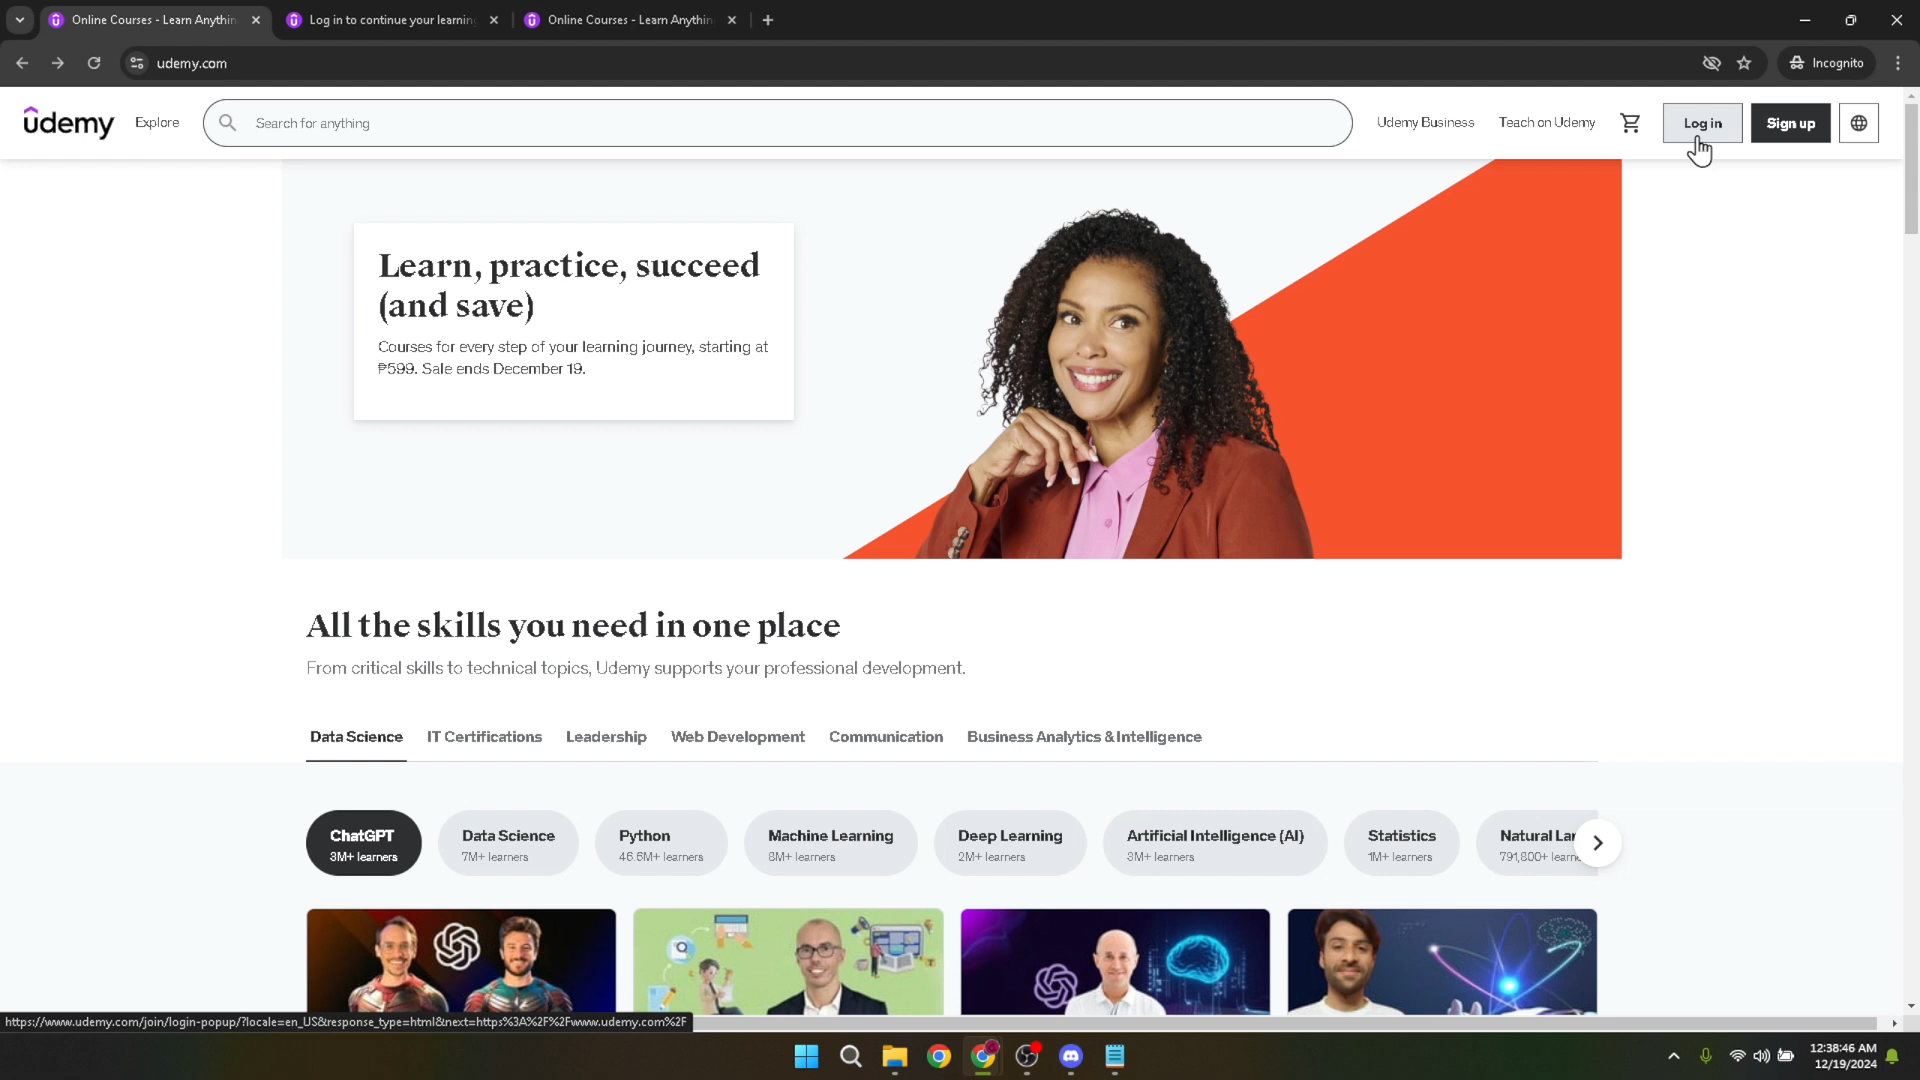 Online Courses - Learn Anythin
Log in to continue your learnin
Online Courses - Learn Anythin
udemy.com
Incognito
ûdemy
Explore
Search for anything
Udemy Business
Teach on Udemy
Log in
Sign up
Learn, practice, succeed
(and save)
Courses for every step of your learning journey, starting at
₱599. Sale ends December 19.
All the skills you need in one place
From critical skills to technical topics, Udemy supports your professional development.
Data Science
IT Certifications
Leadership
Web Development
Communication
Business Analytics & Intelligence
ChatGPT
3M+ learners
Data Science
7M+ learners
Python
46.6M+ learners
Machine Learning
8M+ learners
Deep Learning
2M+ learners
Artificial Intelligence (AI)
3M+ learners
Statistics
1M+ learners
Natural Lan
791,800+ learn
https://www.udemy.com/join/login-popup/?locale=en_US&response_type=html&next=https%3A%2F%2Fwww.udemy.com%2F
12:38:46 AM
12/19/2024